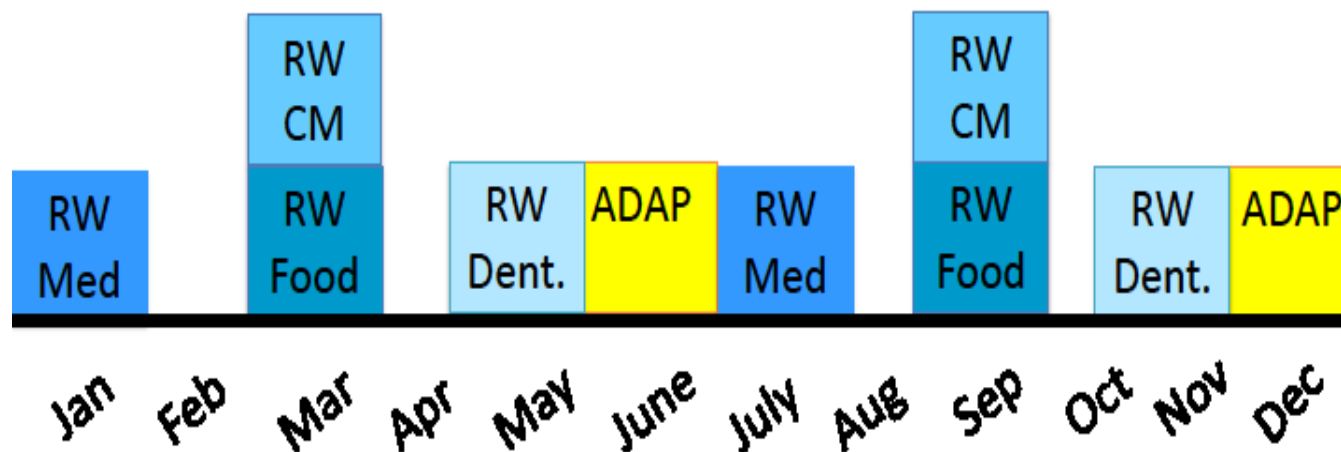 RW
CM
RW
CM
RW
Med
RW
Food
RW
Dent.
ADAP
RW
Med
RW
Food
RW
Dent.
ADAP
Jan
Feb
Mar
Apr
May
June
July
Aug
Sep
Oct
Nov
Dec